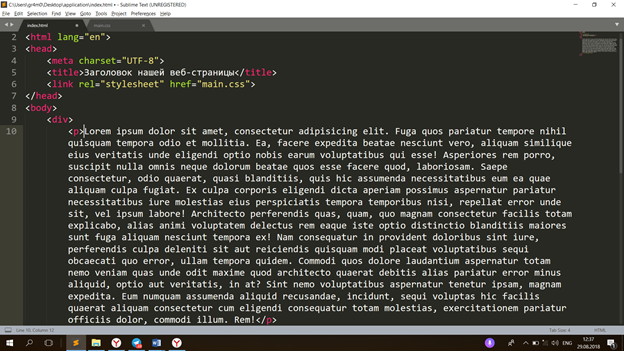 C:\Users\gr4m0\Desktop\application\index.html • - Sublime Text (UNREGISTERED)
File Edit Selection Find View Goto Tools Project Preferences Help
index.html
main.css
2 <html lang="en">
3 <head>
4 <meta charset="UTF-8">
5 <title>Заголовок нашей веб-страницы</title>
6 <link rel="stylesheet" href="main.css">
7 </head>
8 <body>
9 <div>
10 <p>Lorem ipsum dolor sit amet, consectetur adipisicing elit. Fuga quos pariatur tempore nihil
quisquam tempora odio et mollitia. Ea, facere expedita beatae nesciunt vero, aliquam similique
eius veritatis unde eligendi optio nobis earum voluptatibus qui esse! Asperiores rem porro,
suscipit nulla omnis neque dolorum beatae quos esse facere quod, laboriosam. Saepe
consectetur, odio quaerat, quasi blanditiis, quis hic assumenda necessitatibus eum ea quae
aliquam culpa fugiat. Ex culpa corporis eligendi dicta aperiam possimus aspernatur pariatur
necessitatibus iure molestias eius perspiciatis tempora temporibus nisi, repellat error unde
sit, vel ipsum labore! Architecto perferendis quas, quam, quo magnam consectetur facilis totam
explicabo, alias animi voluptatem delectus rem eaque iste optio distinctio blanditiis maiores
sunt fuga aliquam nesciunt tempora ex! Nam consequatur in provident doloribus sint iure,
perferendis culpa deleniti sit aut reiciendis quisquam modi placeat voluptatibus sequi
obcaecati quo error, ullam tempora quidem. Commodi quos dolore laudantium aspernatur totam
nemo veniam quas unde odit maxime quod architecto quaerat debitis alias pariatur error minus
aliquid, optio aut veritatis, in at? Sint nemo voluptates aspernatur tenetur ipsam, magnam
expedita. Eum numquam assumenda aliquid recusandae, incidunt, sequi voluptas hic facilis
quaerat aliquam consectetur cum eligendi consequatur totam molestias, exercitationem pariatur
officiis dolor, commodi illum. Rem!</p>
Line 10, Column 12
Tab Size: 4
HTML
ENG
12:37
29.08.2018